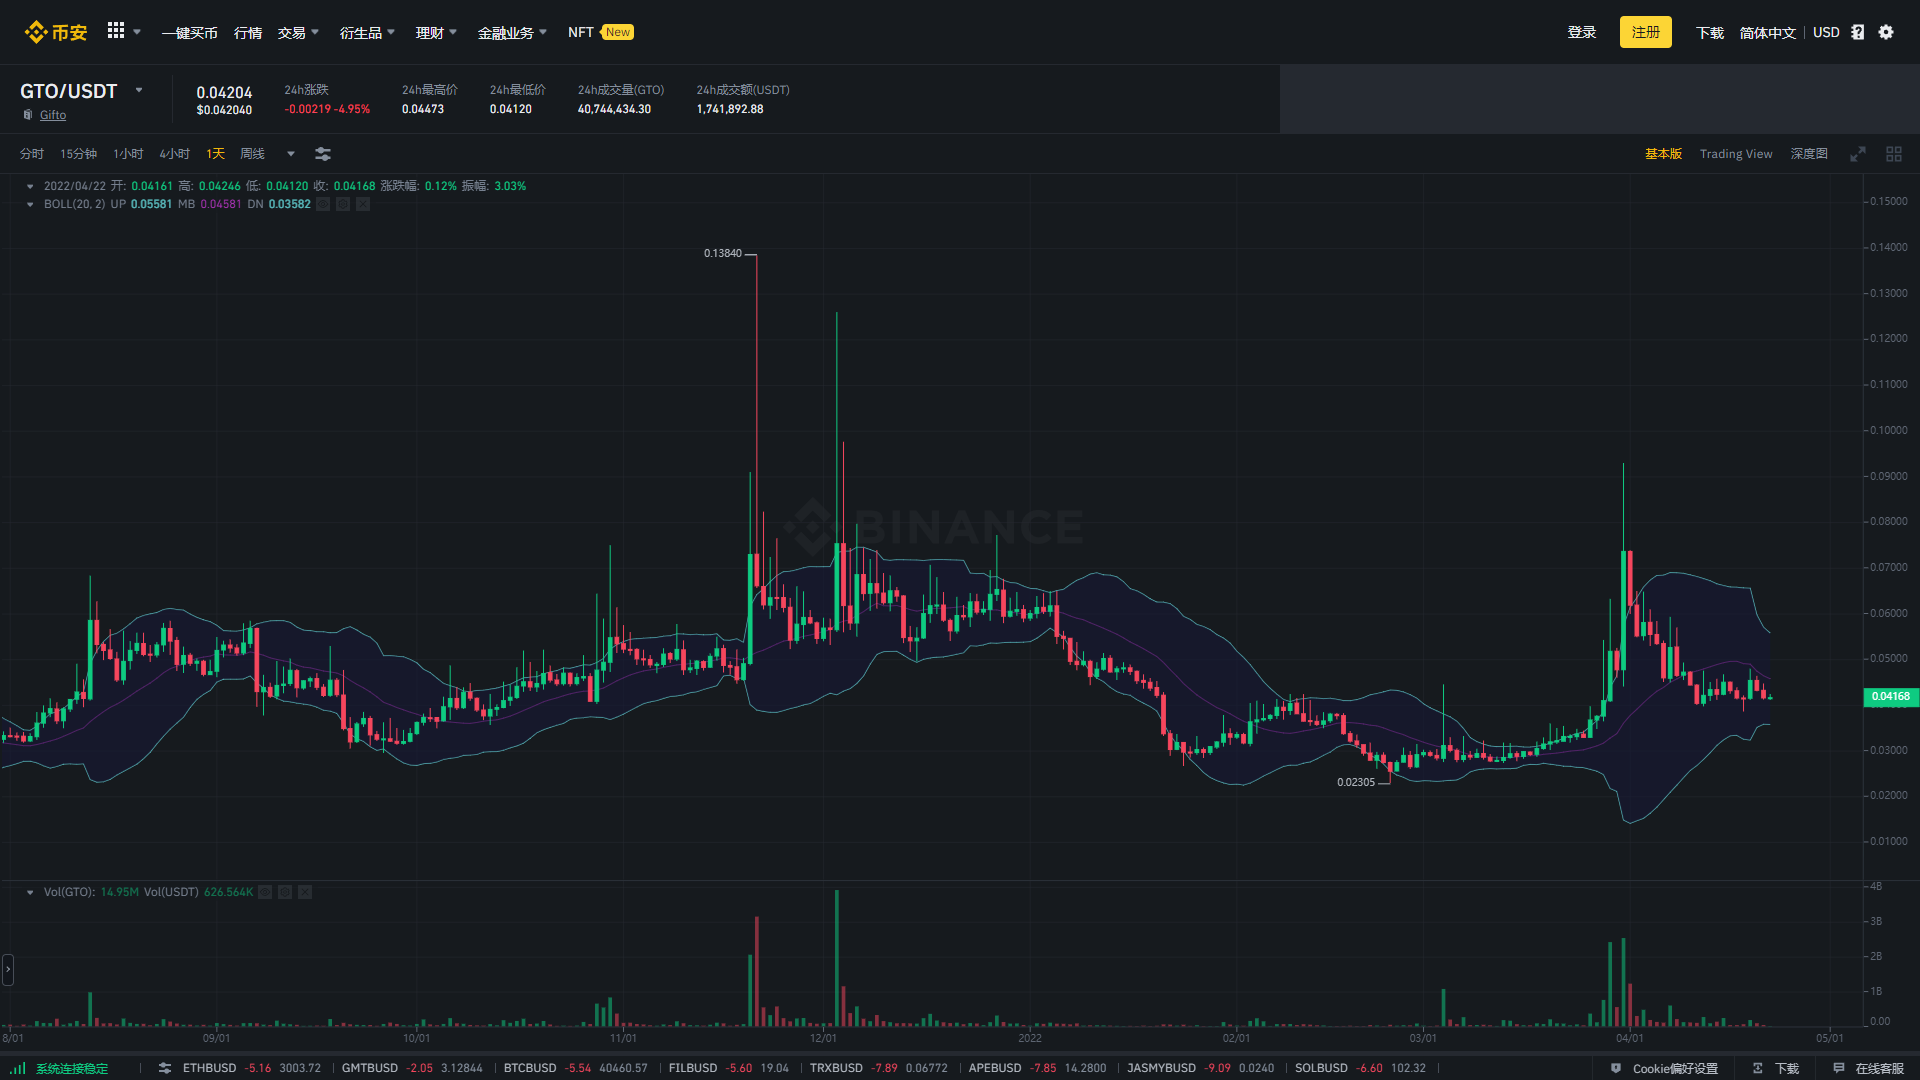 币安 一键买币 行情 交易 衍生品 理财 金融业务 NFT New 登录 注册 下载 简体中文 USD
GTO/USDT
Gifto
0.04204
$0.042040
24h涨跌
-0.00219 -4.95%
24h最高价
0.04473
24h最低价
0.04120
24h成交量(GTO)
40,744,434.30
24h成交额(USDT)
1,741,892.88
分时 15分钟 1小时 4小时 1天 周线 基本版 Trading View 深度图
2022/04/22 开: 0.04161 高: 0.04246 低: 0.04120 收: 0.04168 涨跌幅: 0.12% 振幅: 3.03%
BOLL(20, 2) UP 0.05581 MB 0.04581 DN 0.03582
0.15000
0.14000
0.13840
0.13000
0.12000
0.11000
0.10000
0.09000
0.08000
BINANCE
0.07000
0.06000
0.05000
0.04168
0.03000
0.02305
0.02000
0.01000
Vol(GTO): 14.95M Vol(USDT) 626.564K
4B
3B
2B
1B
0.00
8/01 09/01 10/01 11/01 12/01 2022 02/01 03/01 04/01 05/01
系统连接稳定 ETHBUSD -5.16 3003.72 GMTBUSD -2.05 3.12844 BTCBUSD -5.54 40460.57 FILBUSD -5.60 19.04 TRXBUSD -7.89 0.06772 APEBUSD -7.85 14.2800 JASMYBUSD -9.09 0.0240 SOLBUSD -6.60 102.32 Cookie偏好设置 下载 在线客服